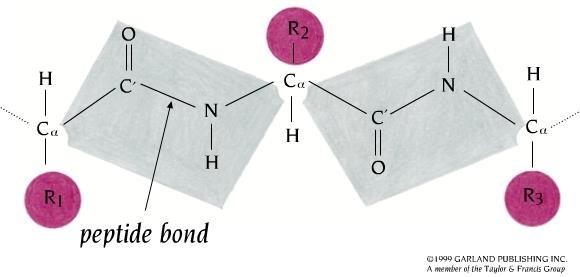 R2
O
H
H
C′
N
Cα
H
N
H
Cα
H
C′
O
Cα
R1
R3
peptide bond
©1999 GARLAND PUBLISHING INC.
A member of the Taylor & Francis Group